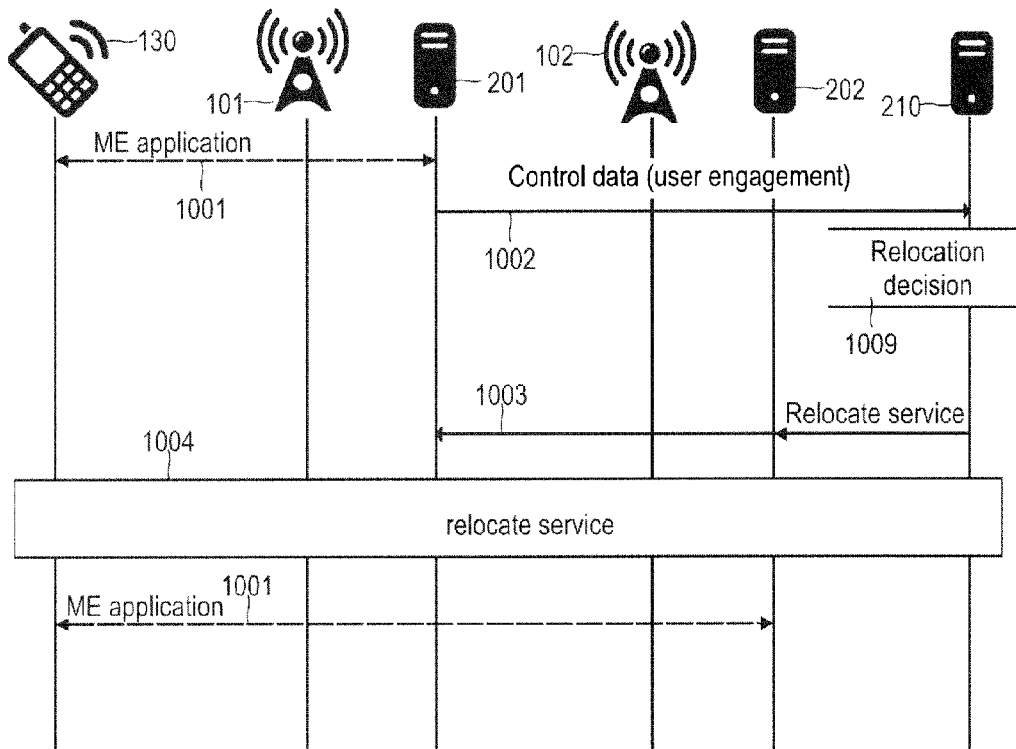 130
101
201
102
202
210
ME application
1001
Control data (user engagement)
1002
Relocation
decision
1009
1003
Relocate service
1004
relocate service
1001
ME application